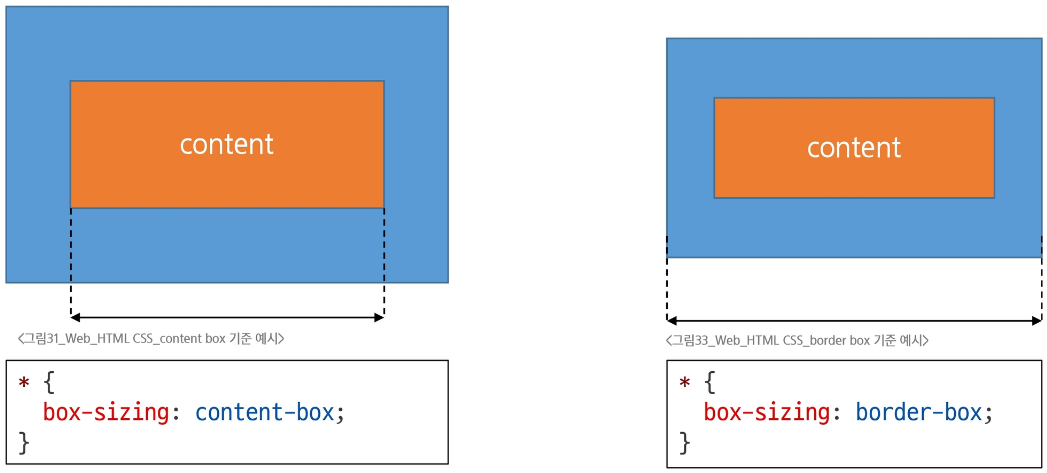 content
<그림31_Web_HTML CSS_content box 기준 예시>
* {
  box-sizing: content-box;
}
content
<그림33_Web_HTML CSS_border box 기준 예시>
* {
  box-sizing: border-box;
}